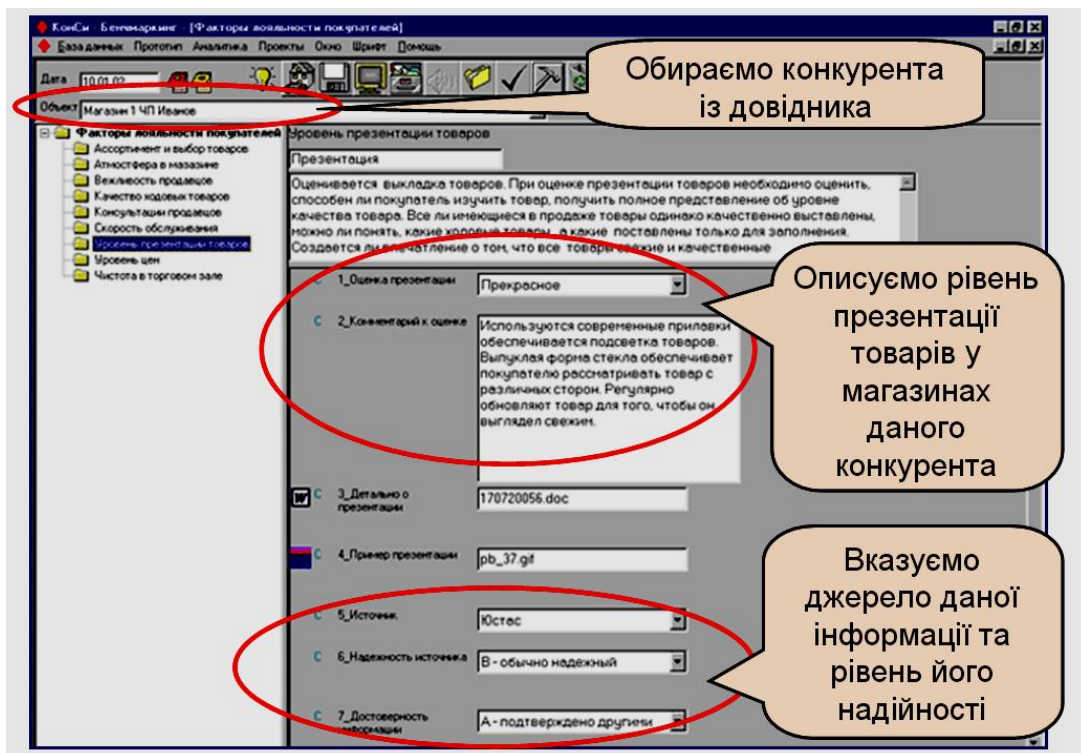 КонСи - Бенчмаркинг - [Факторы лояльности покупателей]
База данных Прототип Аналитика Проекты Окно Шрифт Помощь
Дата 10.01.02
Объект Магазин 1 ЧП Иванов
Обираємо конкурента
із довідника
Факторы лояльности покупателей
Ассортимент и выбор товаров
Атмосфера в магазине
Вежливость продавцов
Качество ходовых товаров
Консультации продавцов
Скорость обслуживания
Уровень презентации товаров
Уровень цен
Чистота в торговом зале
Уровень презентации товаров
Презентация
Оценивается выкладка товаров. При оценке презентации товаров необходимо оценить,
способен ли покупатель изучить товар, получить полное представление об уровне
качества товара. Все ли имеющиеся в продаже товары одинако качественно выставлены,
можно ли понять, какие ходовые товары, а какие поставлены только для заполнения.
Создается ли впечатление о том, что все товары свежие и качественные
С 1_Оценка презентации Прекрасное
С 2_Комментарий к оценке
Используются современные прилавки
обеспечивается подсветка товаров.
Выпуклая форма стекла обеспечивает
покупателю рассматривать товар с
различных сторон. Регулярно
обновляют товар для того, чтобы он
выглядел свежим.
Описуємо рівень
презентації
товарів у
магазинах
даного
конкурента
W С 3_Детально о
презентации
170720056.doc
С 4_Пример презентации pb_37.gif
С 5_Источник Юстас
С 6_Надежность источника В - обычно надежный
С 7_Достоверность
информации
А - подтверждено другими
Вказуємо
джерело даної
інформації та
рівень його
надійності